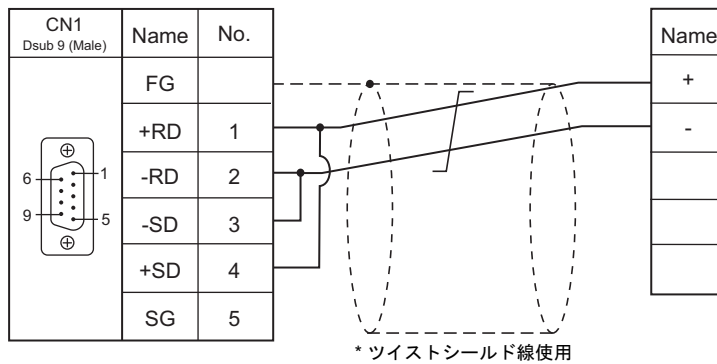 CN1
Dsub 9 (Male)
Name No.
FG
+RD 1
-RD 2
-SD 3
+SD 4
SG 5
6 1
9 5
Name
+
-
* ツイストシールド線使用